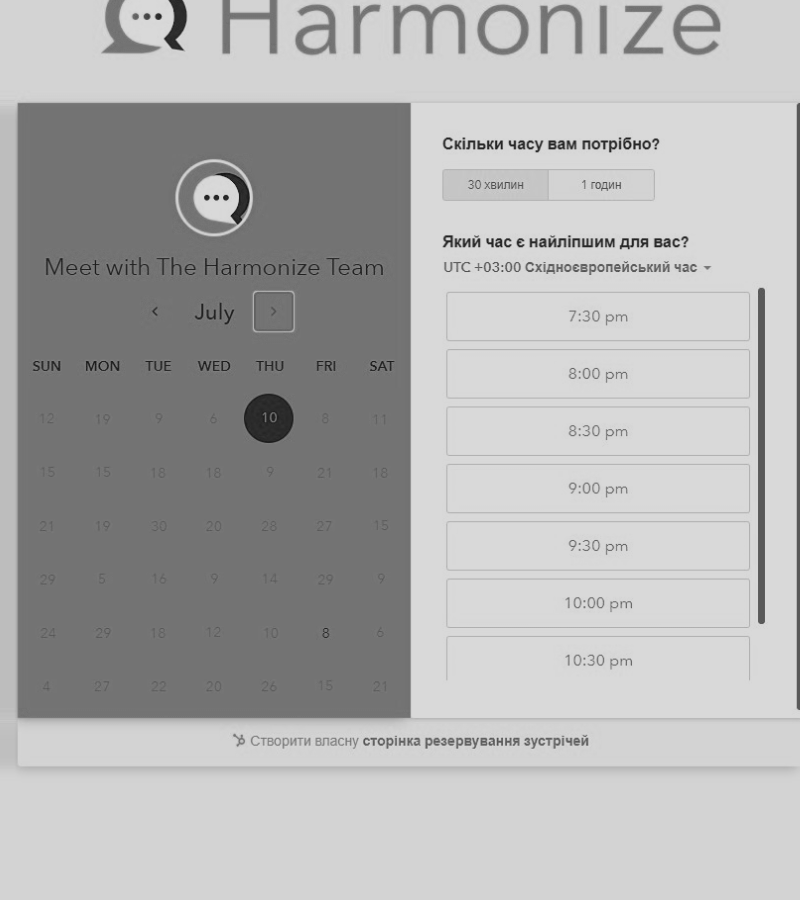 Harmonize
Meet with The Harmonize Team
July
SUN MON TUE WED THU FRI SAT
12 19 9 6 10 8 11
15 15 18 18 9 21 18
21 19 30 20 28 27 15
29 5 16 9 14 29 9
24 29 18 12 10 8 6
4 27 22 20 26 15 21
Скільки часу вам потрібно?
30 хвилин 1 годин
Який час є найліпшим для вас?
UTC +03:00 Східноєвропейський час
7:30 pm
8:00 pm
8:30 pm
9:00 pm
9:30 pm
10:00 pm
10:30 pm
Створити власну сторінка резервування зустрічей